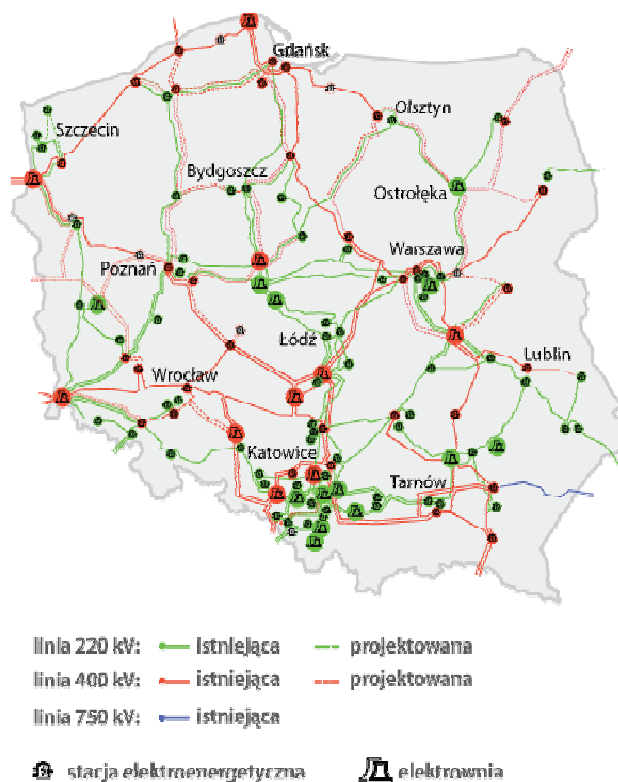 Gdańsk
Olsztyn
Szczecin
Bydgoszcz
Ostrołęka
Warszawa
Poznań
Łódź
Lublin
Wrocław
Katowice
Tarnów
linia 220 kV: istniejąca projektowana
linia 400 kV: istniejąca projektowana
linia 750 kV: istniejąca
stacja elektroenergetyczna elektrownia